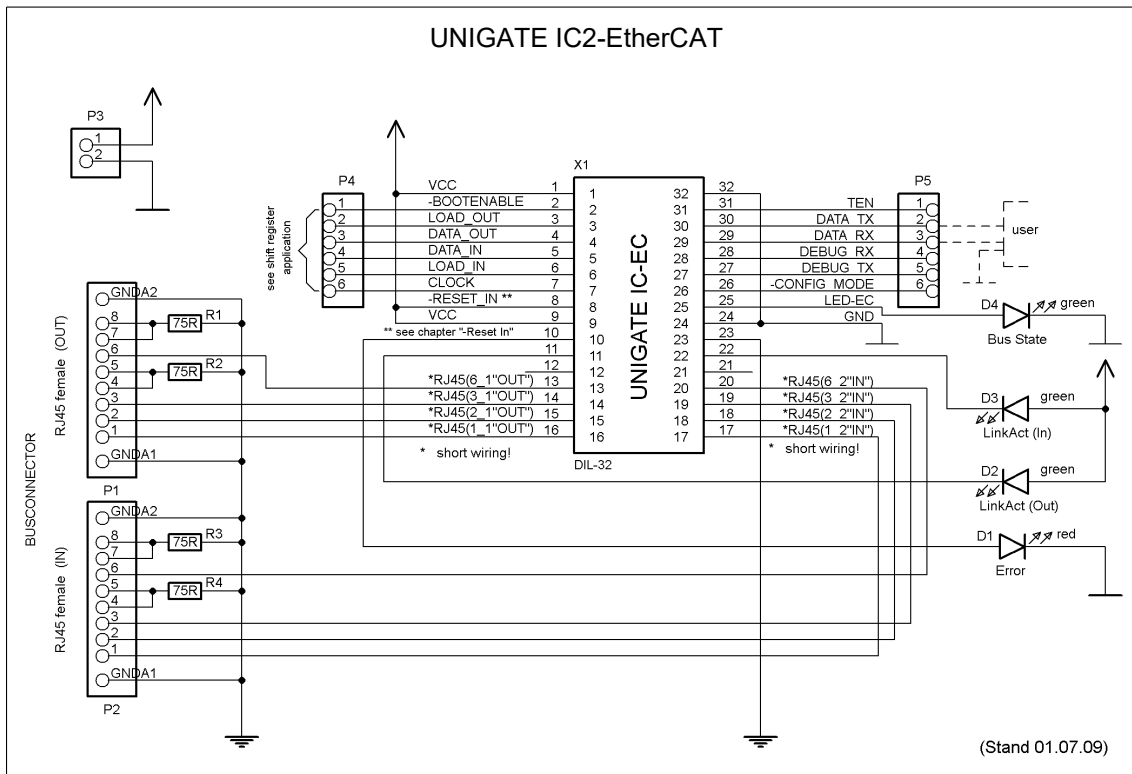 UNIGATE IC2-EtherCAT
P3
1
2
X1
P4
1
2
3
4
5
6
see shift register
application
VCC 1
-BOOTENABLE 2
LOAD_OUT 3
DATA_OUT 4
DATA_IN 5
LOAD_IN 6
CLOCK 7
-RESET_IN ** 8
VCC 9
** see chapter "-Reset In" 10
11
12
*RJ45(6_1"OUT") 13
*RJ45(3_1"OUT") 14
*RJ45(2_1"OUT") 15
*RJ45(1_1"OUT") 16
* short wiring!
1 32
2 31
3 30
4 29
5 28
6 27
7 26
8 25
9 24
10 23
11 22
12 21
13 20
14 19
15 18
16 17
UNIGATE IC-EC
DIL-32
32
31 TEN
30 DATA_TX
29 DATA_RX
28 DEBUG_RX
27 DEBUG_TX
26 -CONFIG_MODE
25 LED-EC
24 GND
23
22
21
20 *RJ45(6_2"IN")
19 *RJ45(3_2"IN")
18 *RJ45(2_2"IN")
17 *RJ45(1_2"IN")
* short wiring!
P5
1
2
3
4
5
6
user
D4 green
Bus State
D3 green
LinkAct (In)
D2 green
LinkAct (Out)
D1 red
Error
BUSCONNECTOR
RJ45 female (OUT)
GNDA2
8
7
6
5
4
3
2
1
GNDA1
75R R1
75R R2
P1
RJ45 female (IN)
GNDA2
8
7
6
5
4
3
2
1
GNDA1
75R R3
75R R4
P2
(Stand 01.07.09)